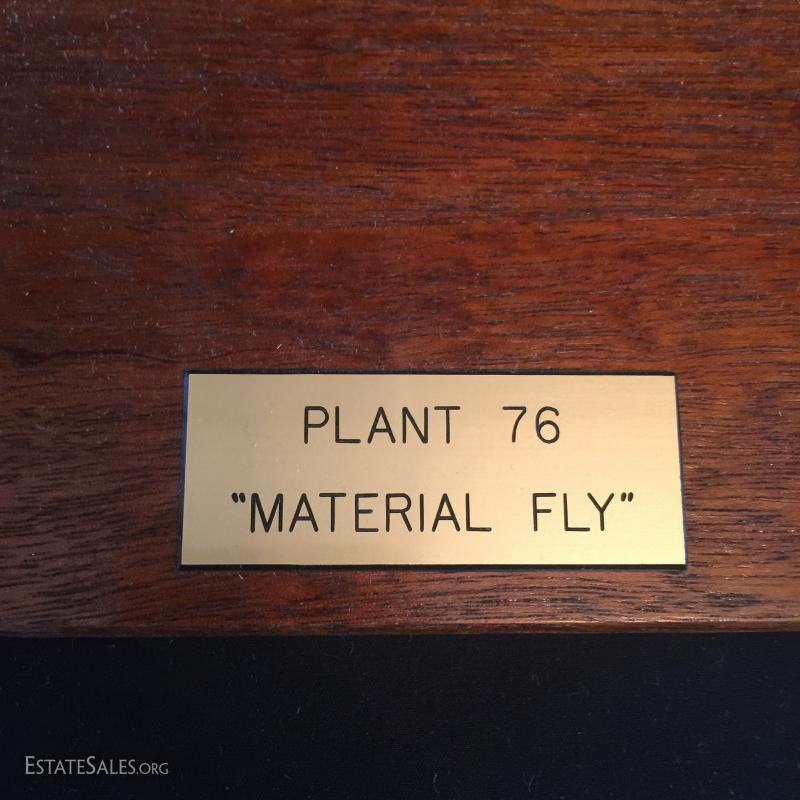 PLANT 76
"MATERIAL FLY"
ESTATESALES.ORG